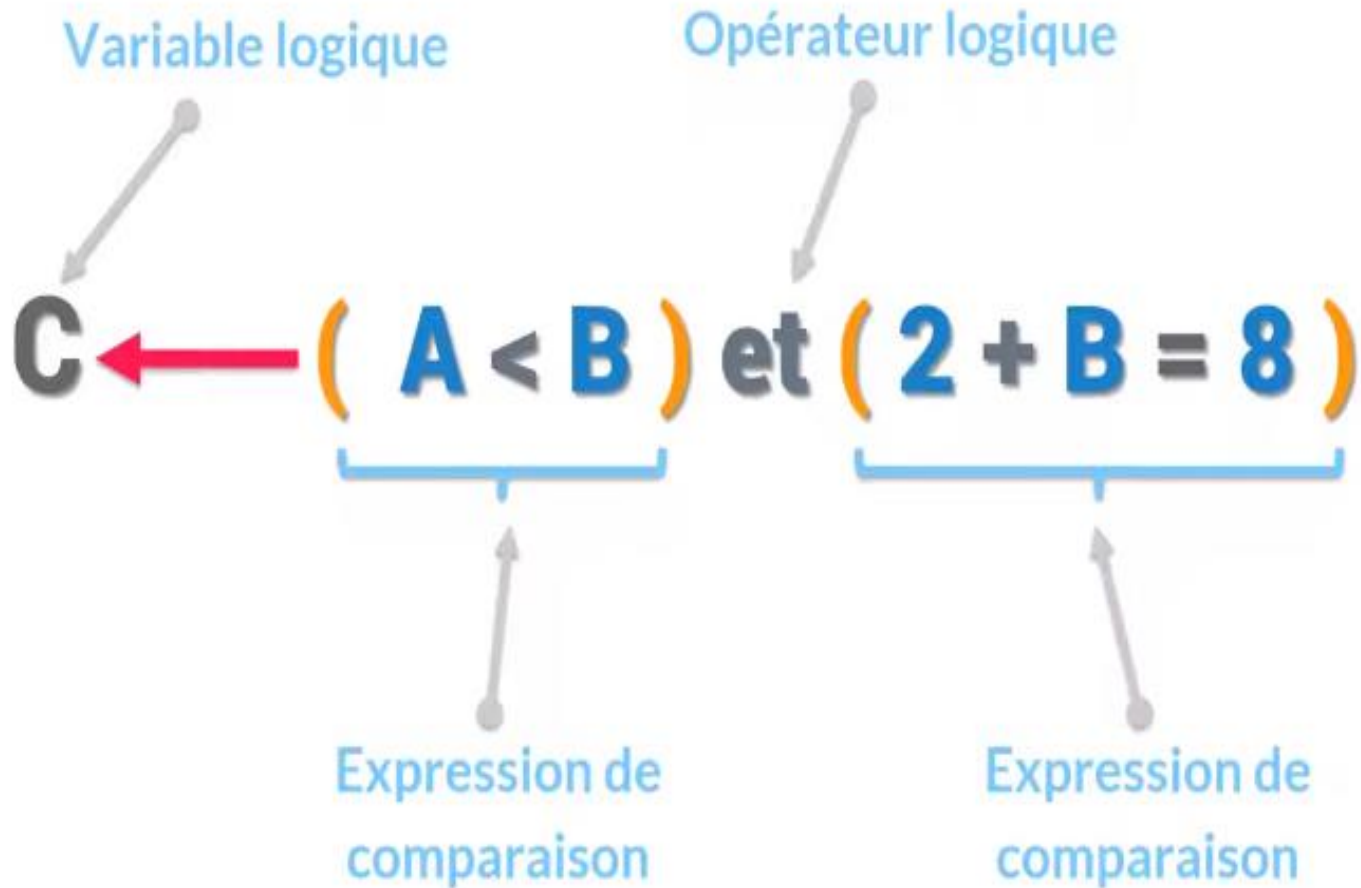 Variable logique
Opérateur logique
C ← ( A < B ) et ( 2 + B = 8 )
Expression de
comparaison
Expression de
comparaison